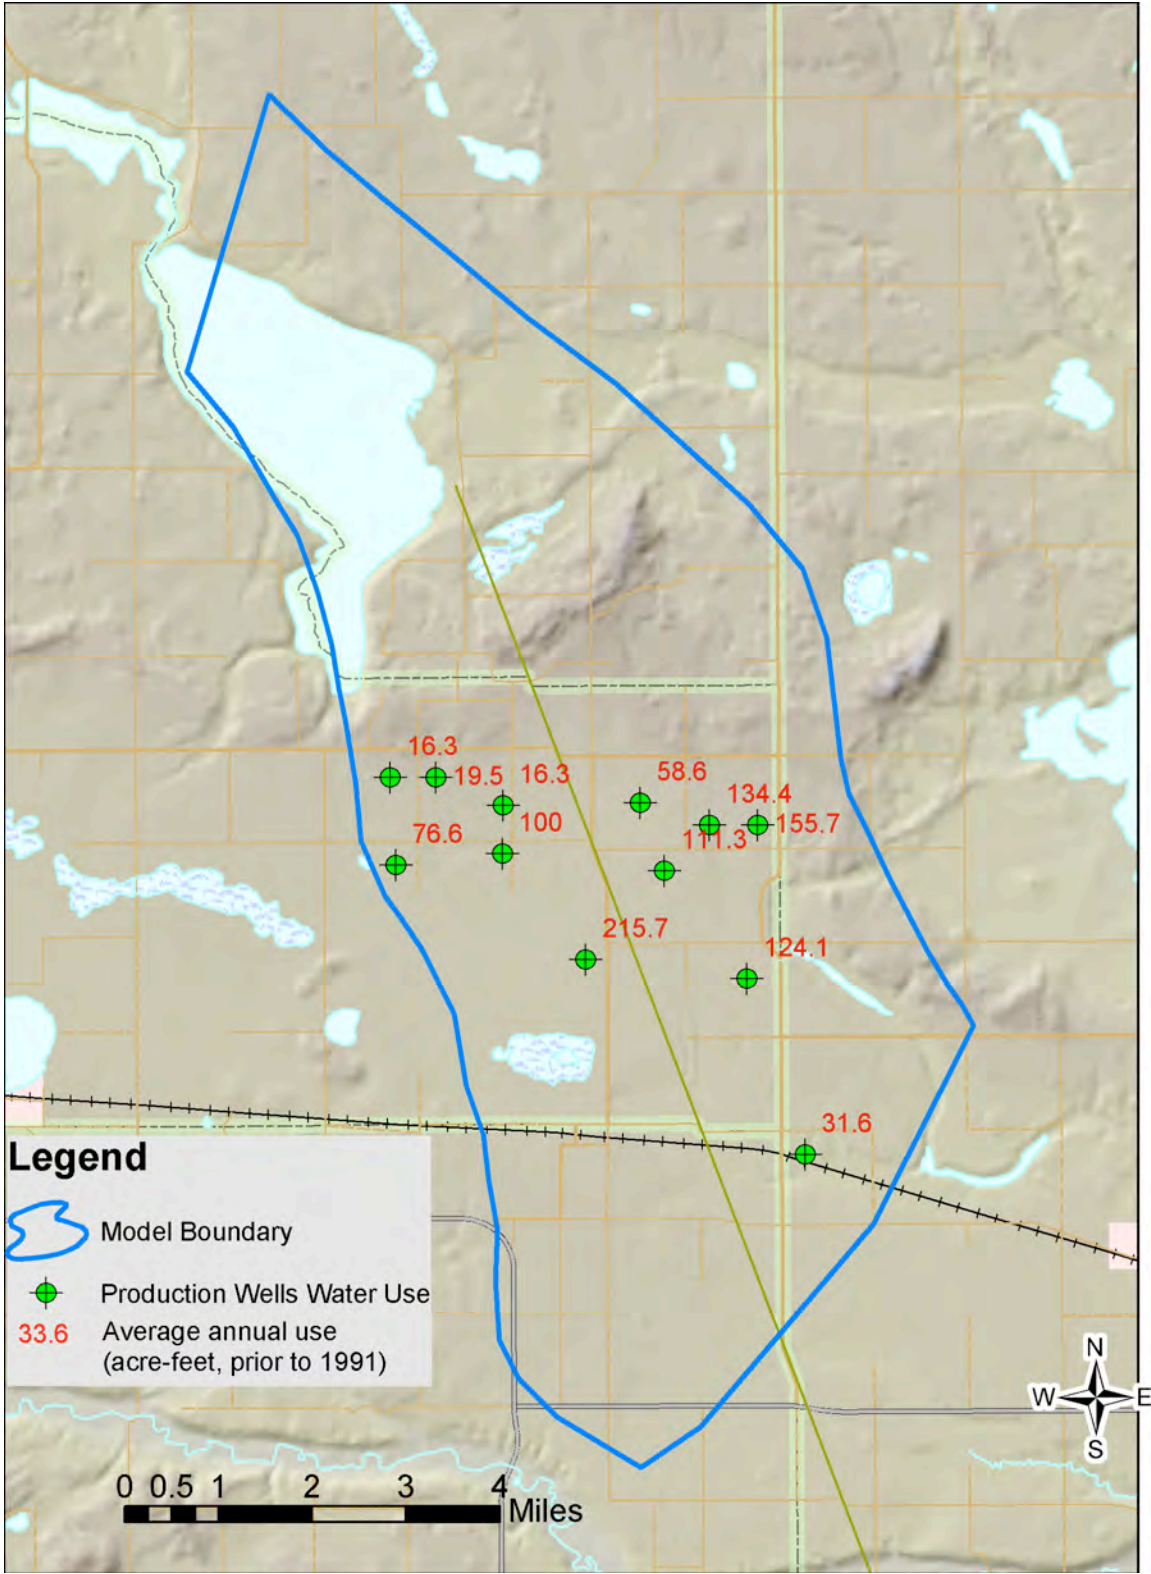 16.3
19.5
16.3
58.6
134.4
100
155.7
76.6
111.3
215.7
124.1
31.6
Legend
Model Boundary
Production Wells Water Use
33.6 Average annual use
(acre-feet, prior to 1991)
N
W E
S
0 0.5 1 2 3 4
Miles